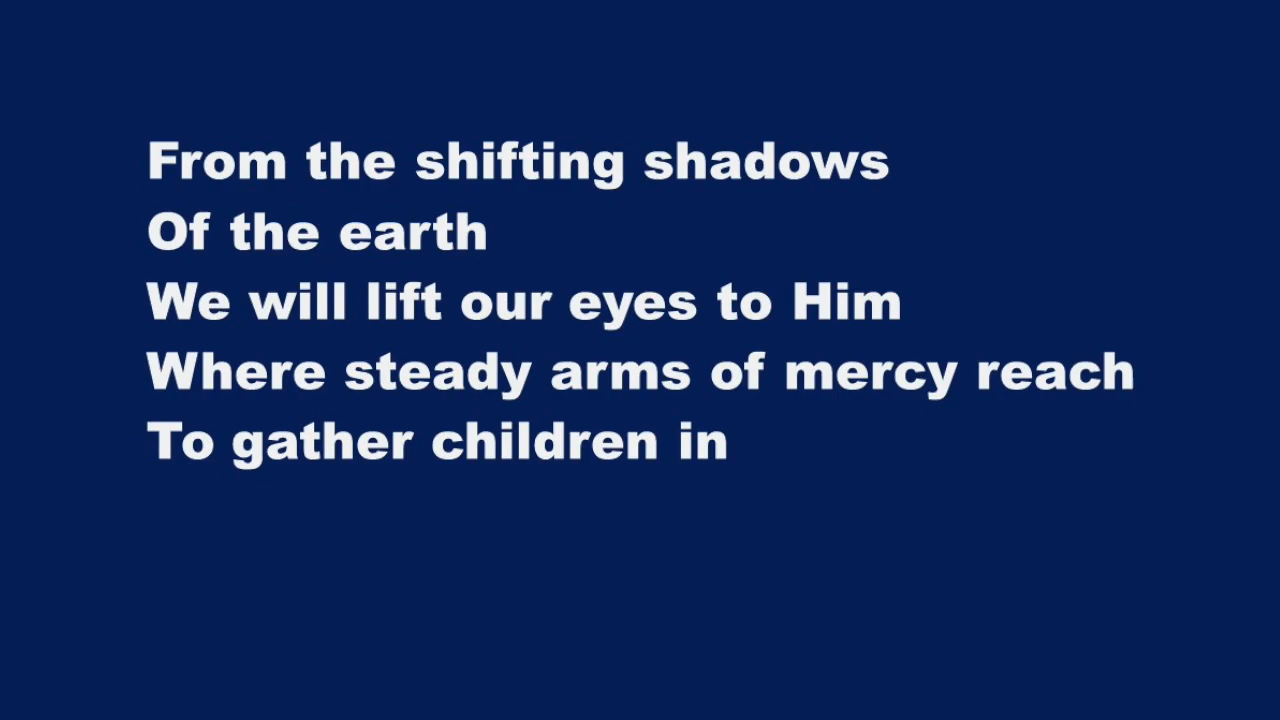 From the shifting shadows
Of the earth
We will lift our eyes to Him
Where steady arms of mercy reach
To gather children in